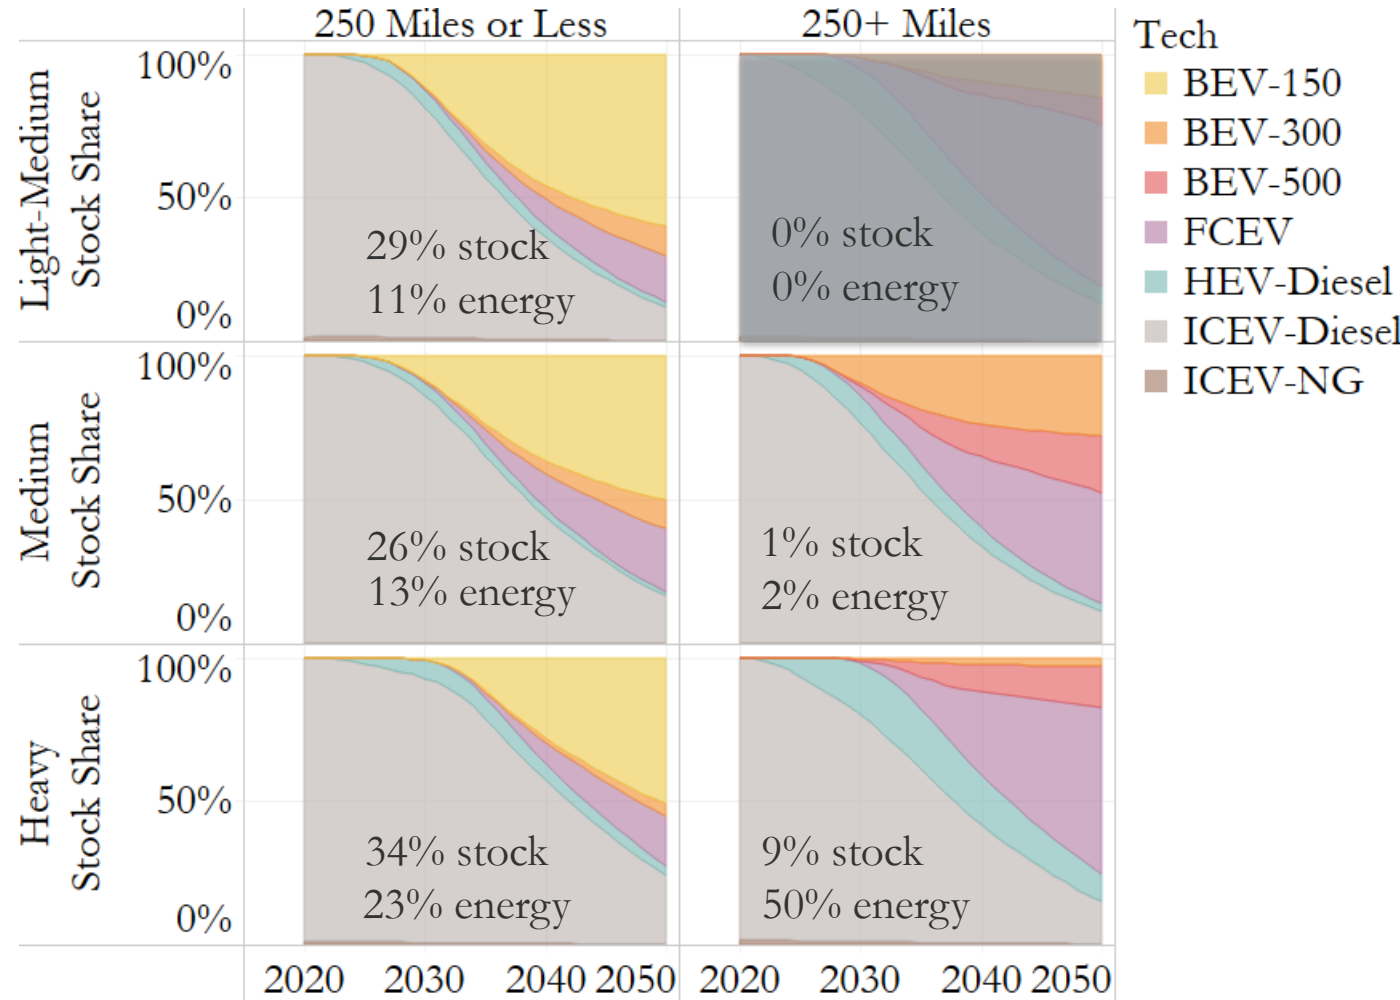 250 Miles or Less
250+ Miles
Tech
BEV-150
BEV-300
BEV-500
FCEV
HEV-Diesel
ICEV-Diesel
ICEV-NG
Light-Medium
Stock Share
100%
50%
0%
29% stock
11% energy
0% stock
0% energy
Medium
Stock Share
100%
50%
0%
26% stock
13% energy
1% stock
2% energy
Heavy
Stock Share
100%
50%
0%
34% stock
23% energy
9% stock
50% energy
2020 2030 2040 2050 2020 2030 2040 2050